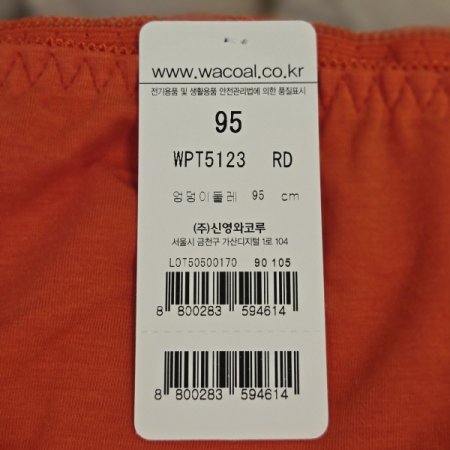 www.wacoal.co.kr
전기용품 및 생활용품 안전관리법에 의한 품질표시
95
WPT5123 RD
엉덩이둘레 95 cm
(주)신영와코루
서울시 금천구 가산디지털 1로 104
LOT50500170 90 105
8 800283 594614
8 800283 594614